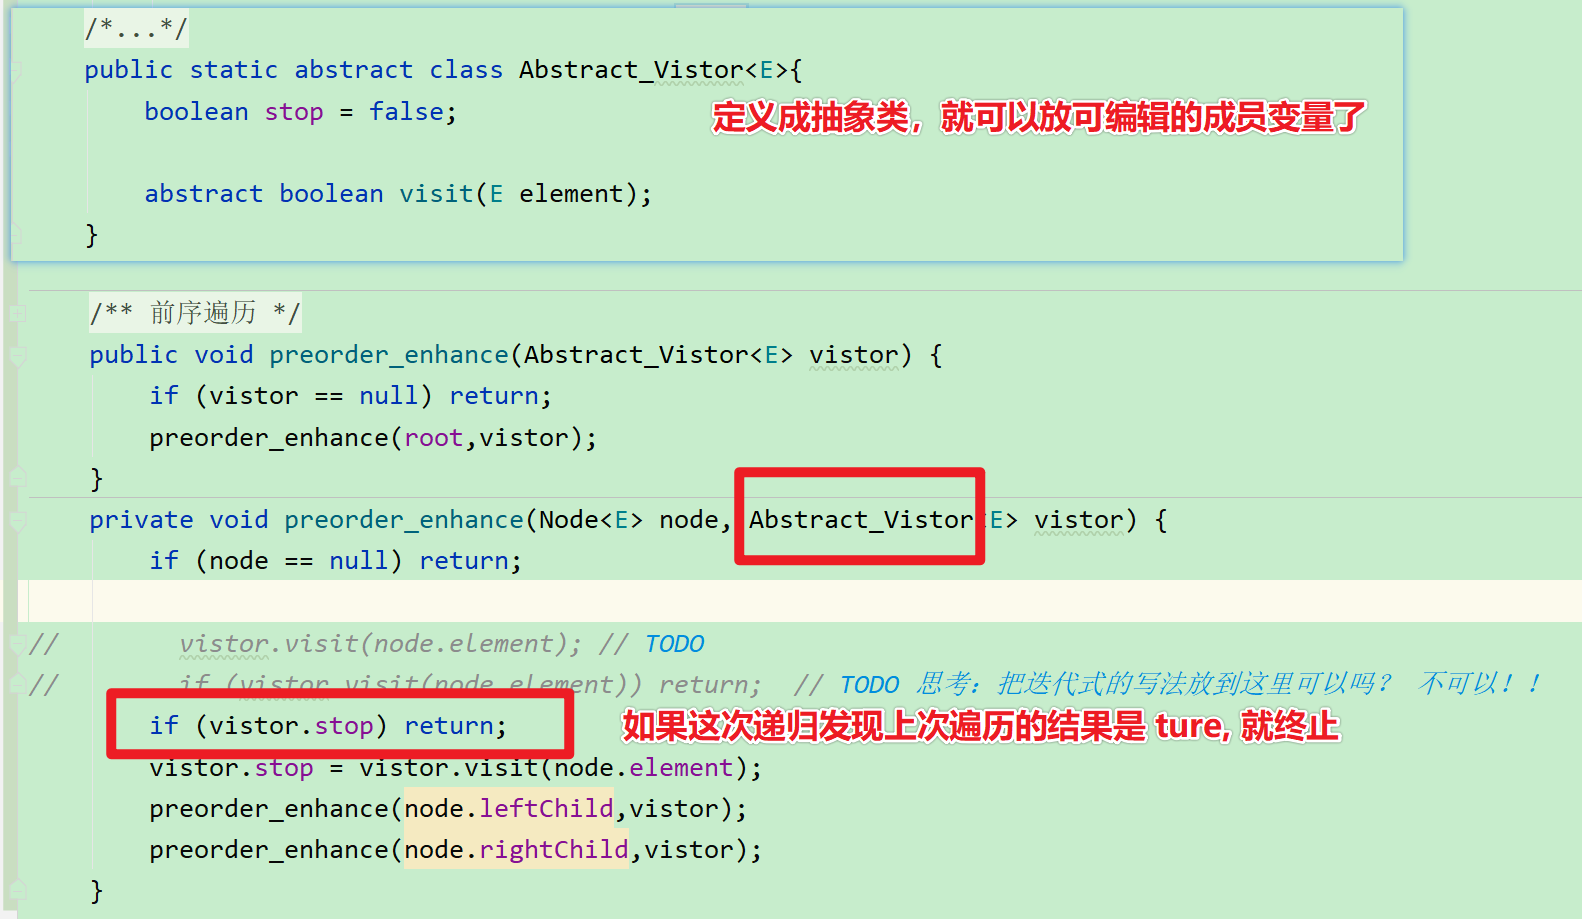 /*...*/
public static abstract class Abstract_Vistor<E>{
boolean stop = false;
定义成抽象类，就可以放可编辑的成员变量了
abstract boolean visit(E element);
}
/** 前序遍历 */
public void preorder_enhance(Abstract_Vistor<E> vistor) {
if (vistor == null) return;
preorder_enhance(root,vistor);
}
private void preorder_enhance(Node<E> node, Abstract_Vistor<E> vistor) {
if (node == null) return;
// vistor.visit(node.element); // TODO
// if (vistor.visit(node.element)) return; // TODO 思考：把迭代式的写法放到这里可以吗？ 不可以！！
if (vistor.stop) return; 如果这次递归发现上次遍历的结果是 ture, 就终止
vistor.stop = vistor.visit(node.element);
preorder_enhance(node.leftChild,vistor);
preorder_enhance(node.rightChild,vistor);
}